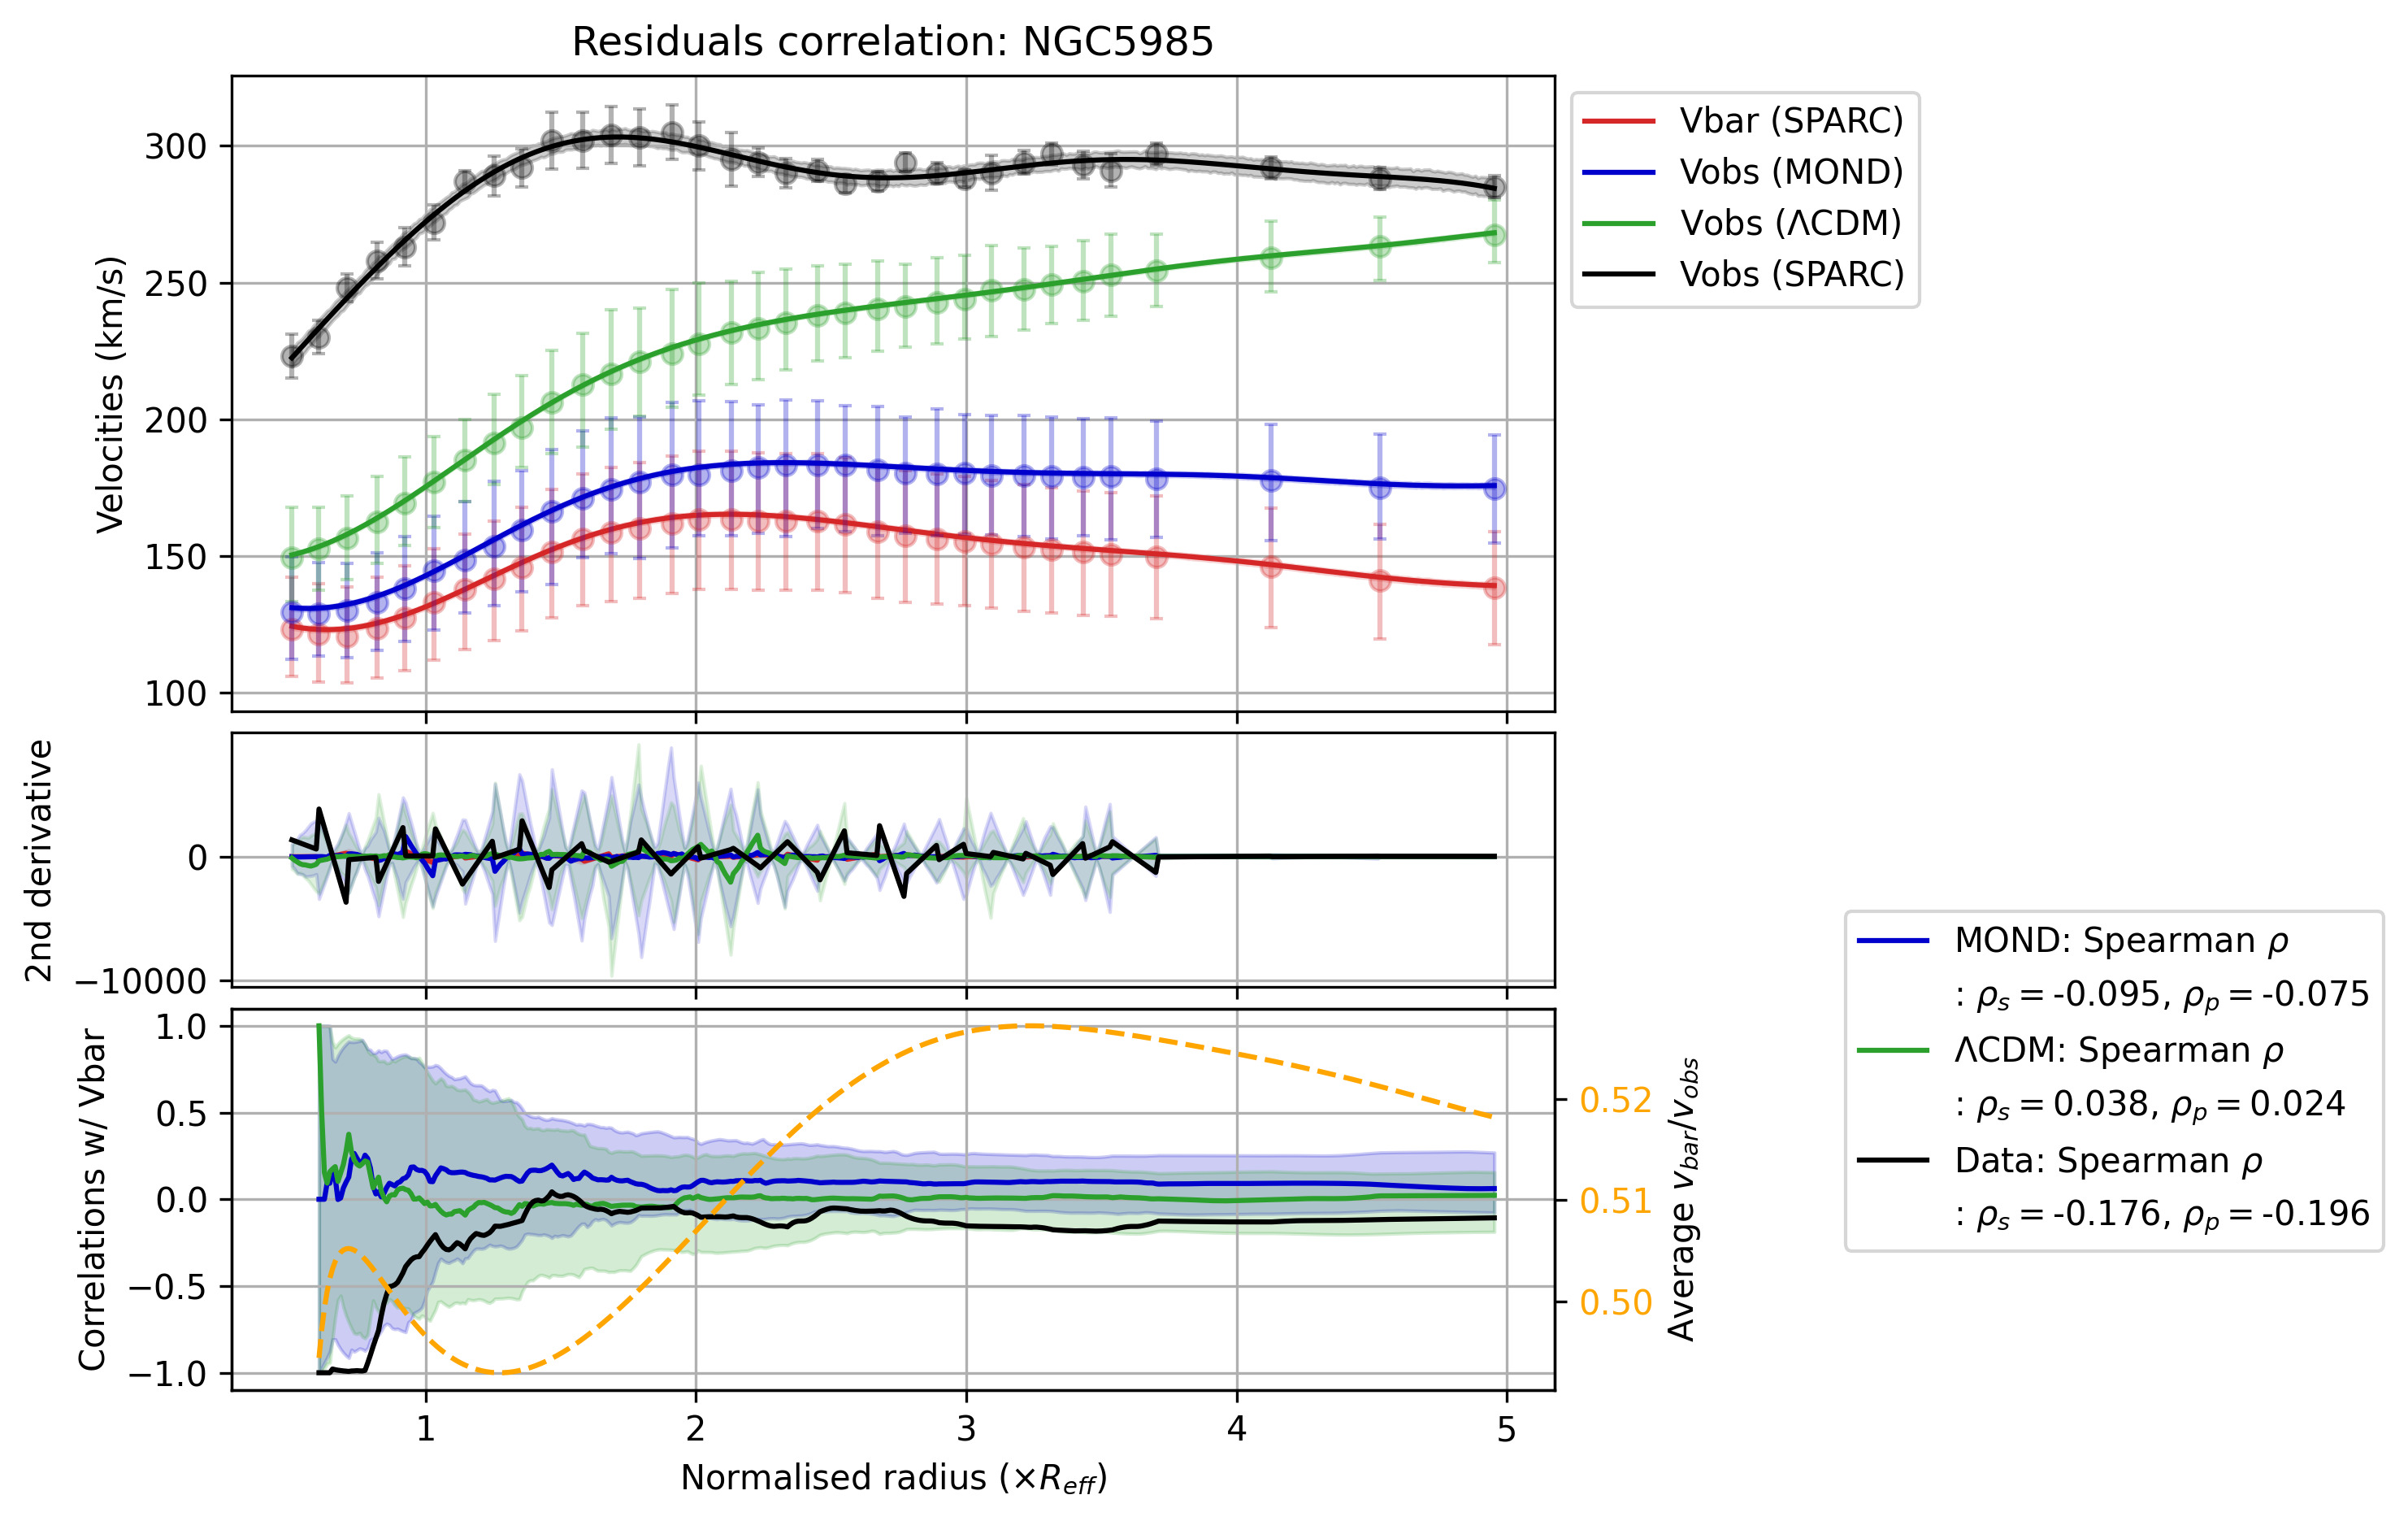 Residuals correlation: NGC5985
Velocities (km/s)
300
250
200
150
100
Vbar (SPARC)
Vobs (MOND)
Vobs (ΛCDM)
Vobs (SPARC)
2nd derivative
0
−10000
Correlations w/ Vbar
1.0
0.5
0.0
−0.5
−1.0
0.52
0.51
0.50
Average v_bar/v_obs
MOND: Spearman ρ
: ρ_s = -0.095, ρ_p = -0.075
ΛCDM: Spearman ρ
: ρ_s = 0.038, ρ_p = 0.024
Data: Spearman ρ
: ρ_s = -0.176, ρ_p = -0.196
1 2 3 4 5
Normalised radius (×R_eff)